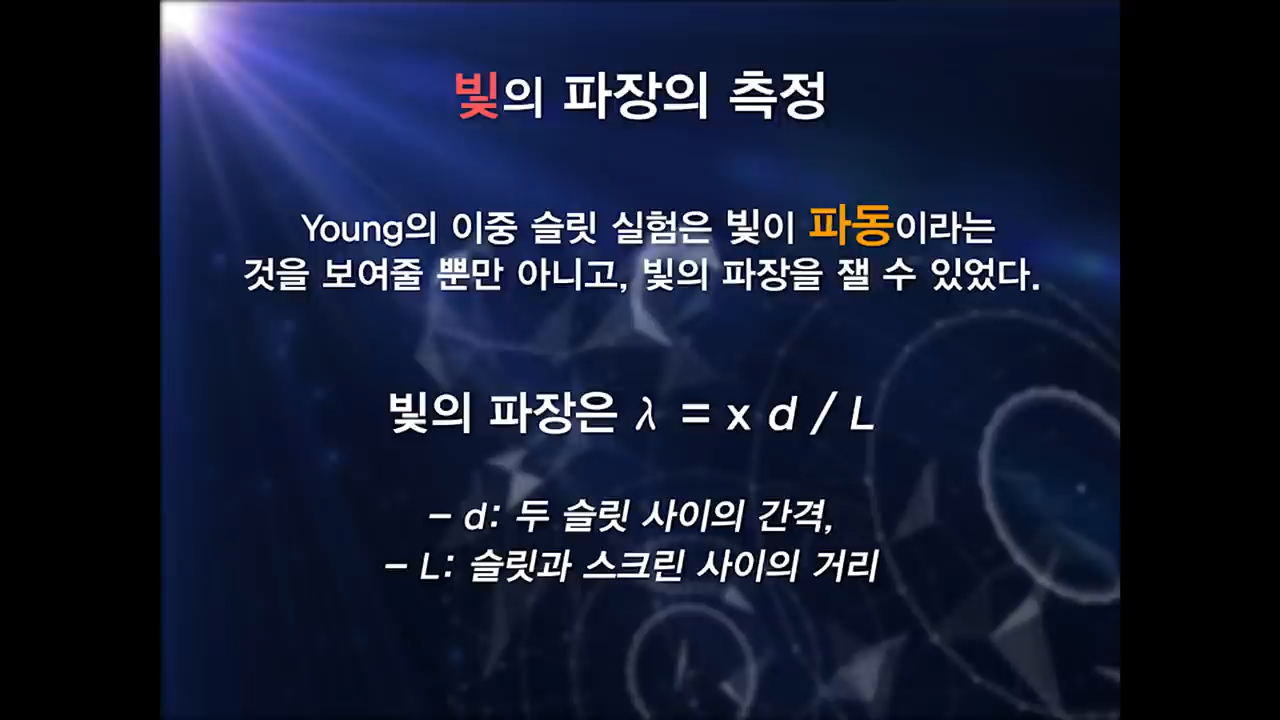 빛의 파장의 측정
Young의 이중 슬릿 실험은 빛이 파동이라는
것을 보여줄 뿐만 아니고, 빛의 파장을 잴 수 있었다.
빛의 파장은 λ = x d / L
– d: 두 슬릿 사이의 간격,
– L: 슬릿과 스크린 사이의 거리